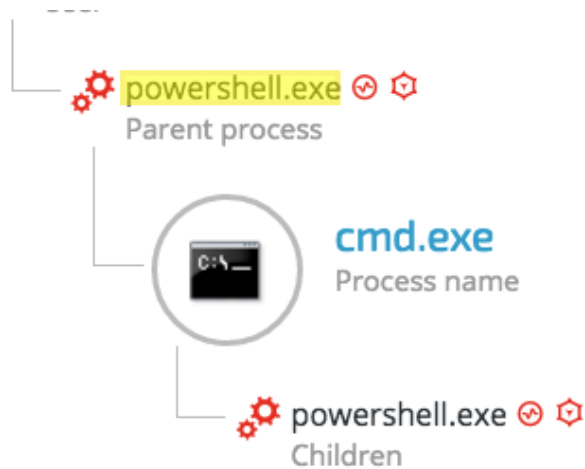 powershell.exe
Parent process
C:\
cmd.exe
Process name
powershell.exe
Children